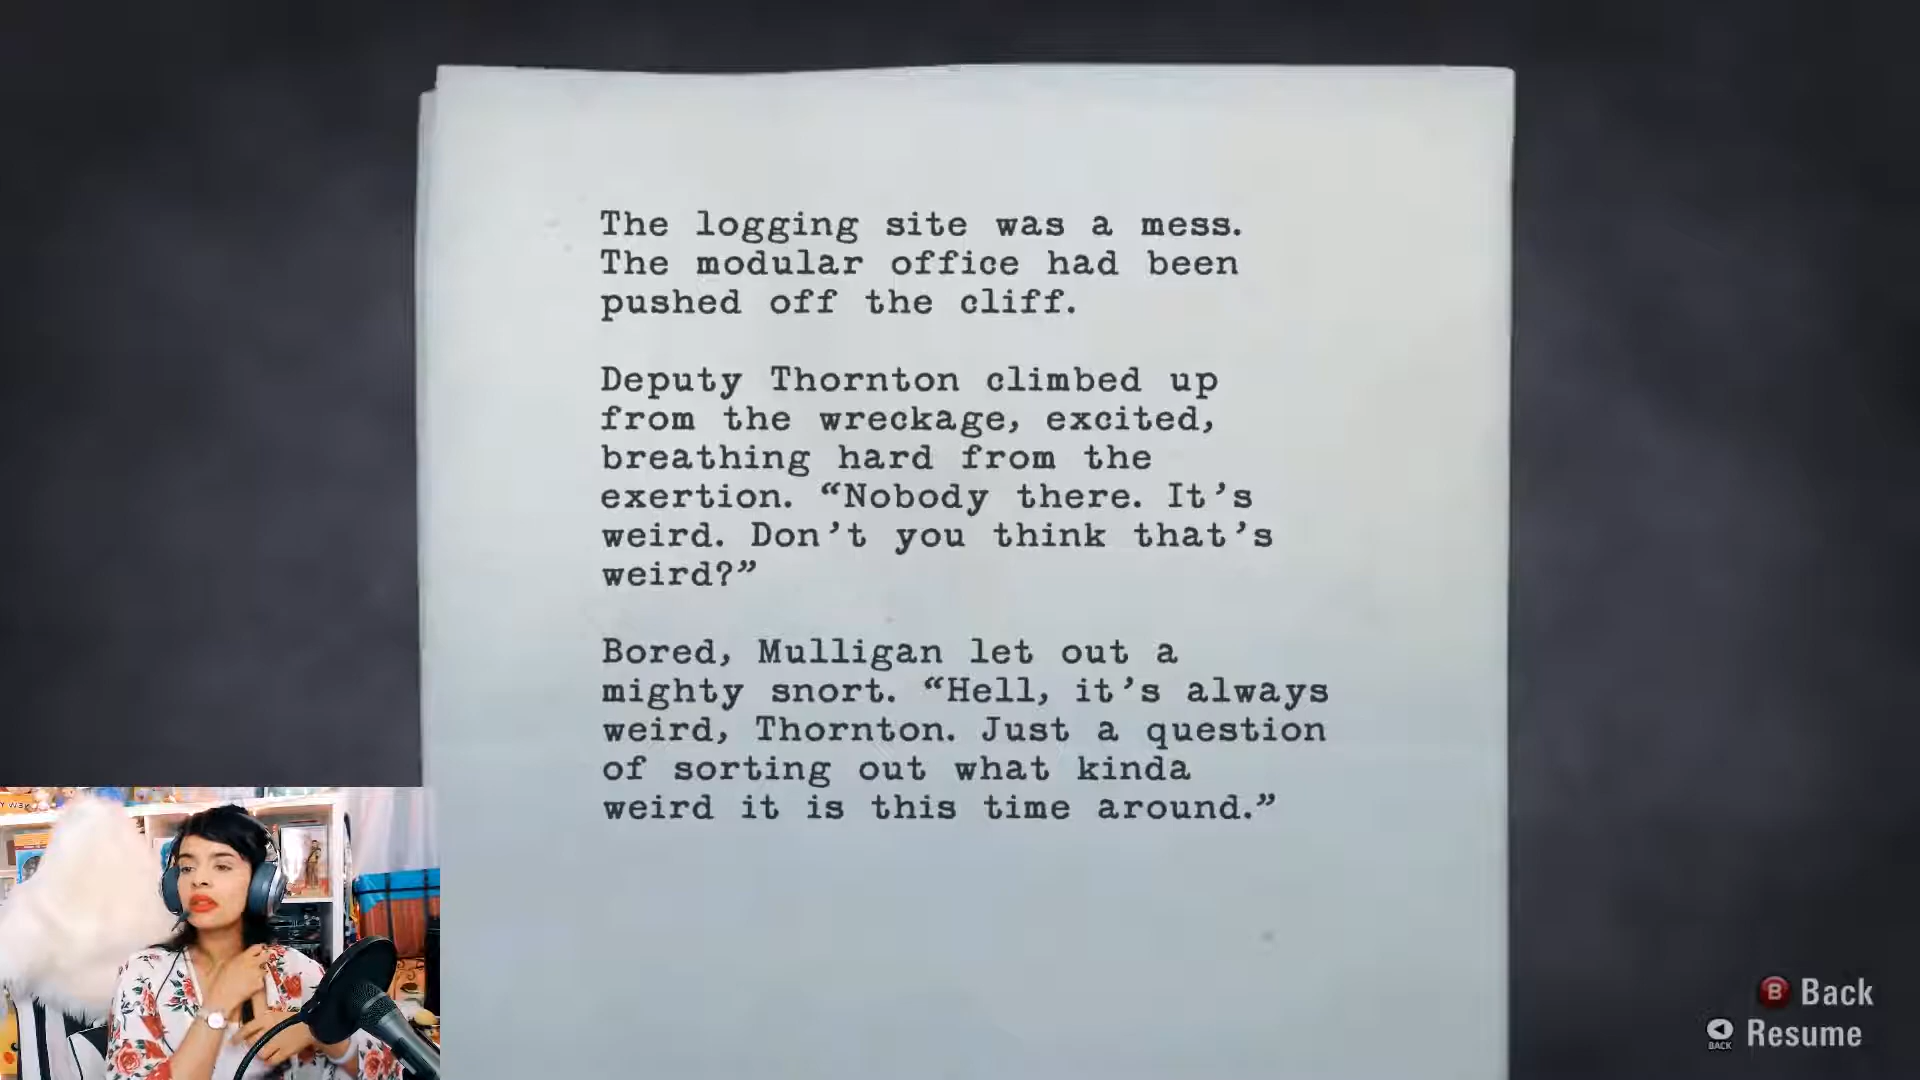 The logging site was a mess.
The modular office had been
pushed off the cliff.
Deputy Thornton climbed up
from the wreckage, excited,
breathing hard from the
exertion. “Nobody there. It’s
weird. Don’t you think that’s
weird?”
Bored, Mulligan let out a
mighty snort. “Hell, it’s always
weird, Thornton. Just a question
of sorting out what kinda
weird it is this time around.”
B Back
BACK Resume